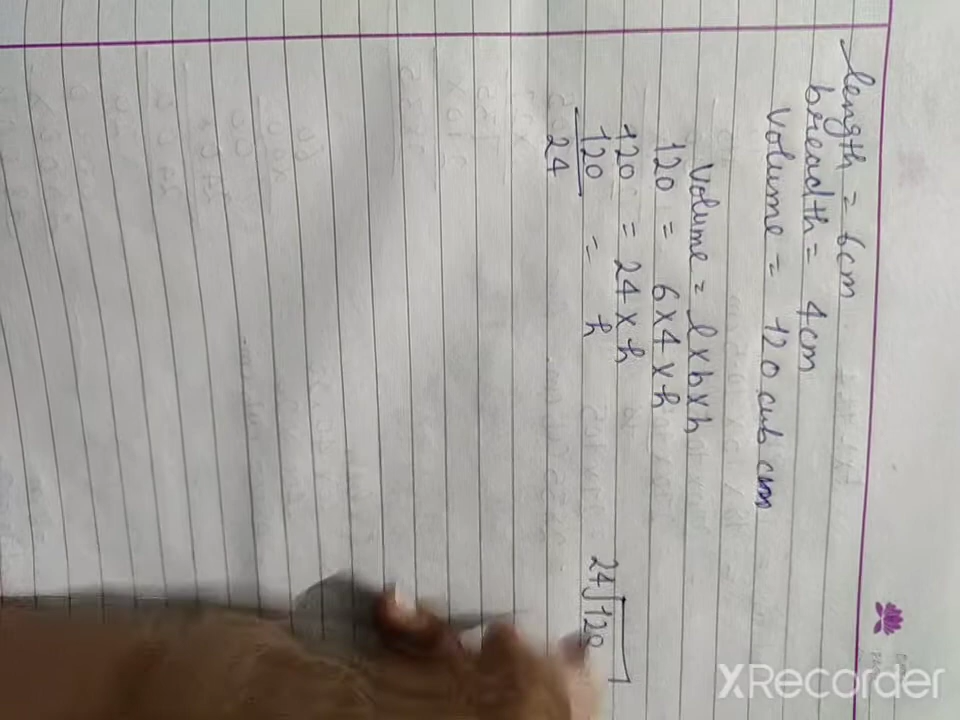 length = 6cm
breadth = 4cm
Volume = 120 cub cm
Volume = l x b x h
120 = 6 x 4 x h
120 = 24 x h
120 = h
24
24 120
XRecorder